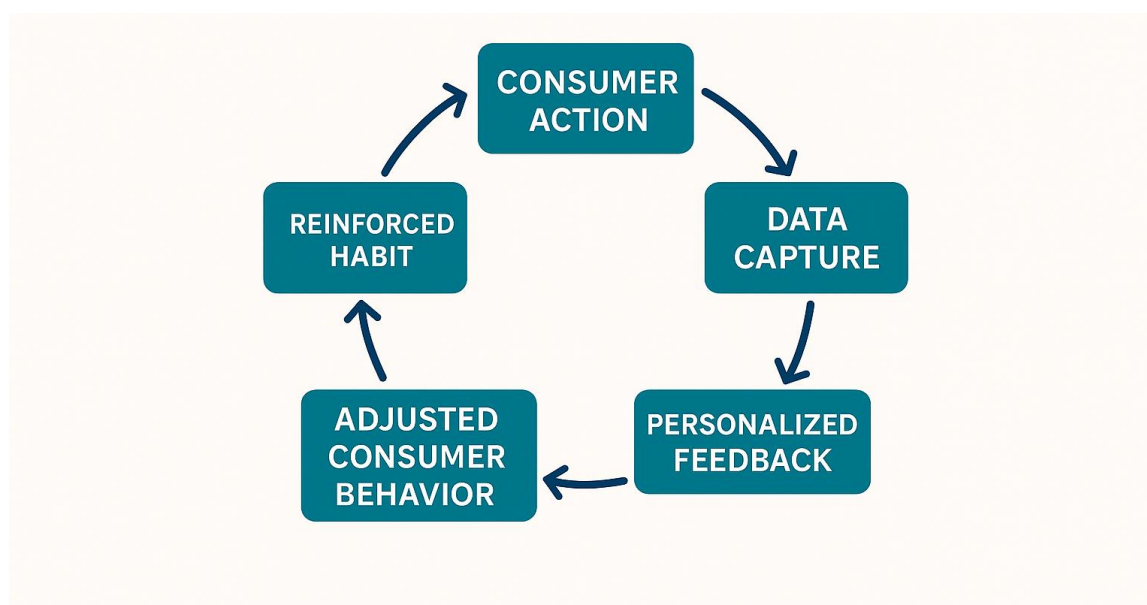 CONSUMER
ACTION
DATA
CAPTURE
PERSONALIZED
FEEDBACK
ADJUSTED
CONSUMER
BEHAVIOR
REINFORCED
HABIT